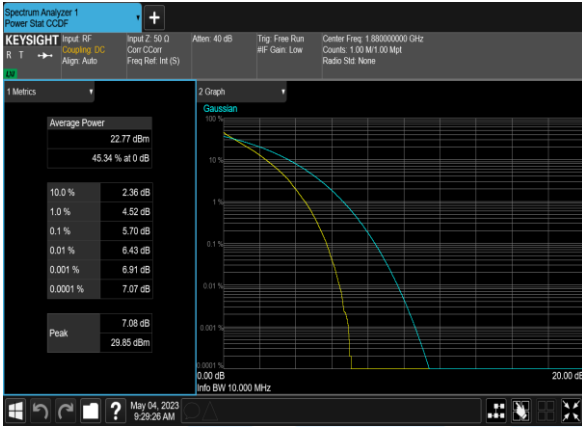 Spectrum Analyzer 1
Power Stat CCDF
+
KEYSIGHT
R T
LM
Input: RF
Coupling: DC
Align: Auto
Input Z: 50 Ω
Corr CCorr
Freq Ref: Int (S)
Atten: 40 dB
Trig: Free Run
#IF Gain: Low
Center Freq: 1.880000000 GHz
Counts: 1.00 M/1.00 Mpt
Radio Std: None
1 Metrics
Average Power
22.77 dBm
45.34 % at 0 dB
10.0 % 2.36 dB
1.0 % 4.52 dB
0.1 % 5.70 dB
0.01 % 6.43 dB
0.001 % 6.91 dB
0.0001 % 7.07 dB
Peak
7.08 dB
29.85 dBm
2 Graph
Gaussian
100 %
10 %
1 %
0.1 %
0.01 %
0.001 %
0.0001 %
0.00 dB
20.00 dB
Info BW 10.000 MHz
?
May 04, 2023
9:29:26 AM